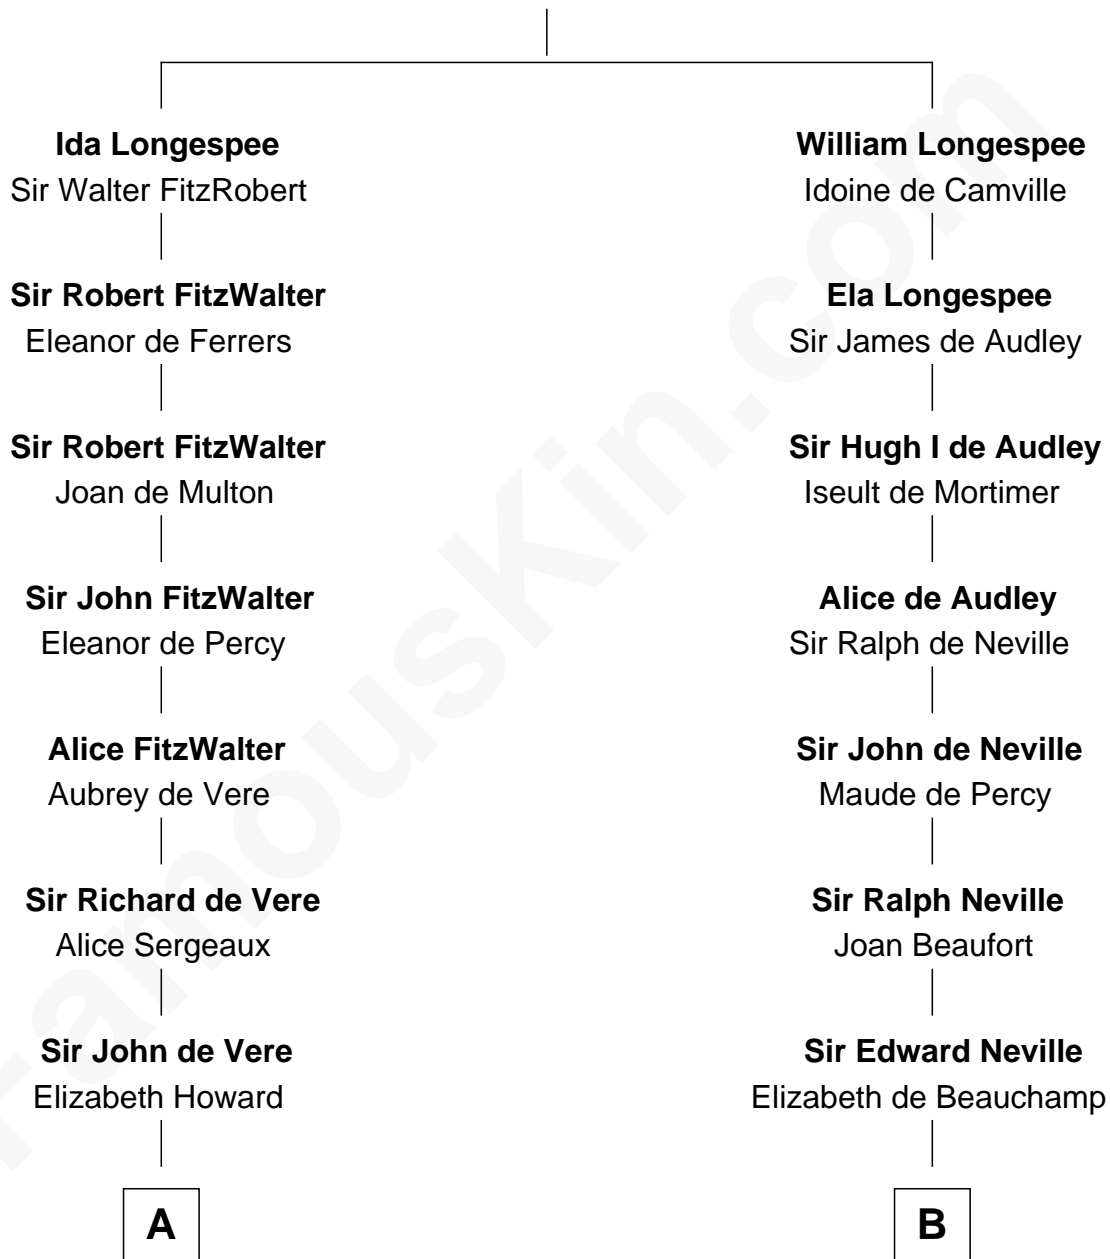 Ida Longespee
Sir Walter FitzRobert
Sir Robert FitzWalter
Eleanor de Ferrers
Sir Robert FitzWalter
Joan de Multon
Sir John FitzWalter
Eleanor de Percy
Alice FitzWalter
Aubrey de Vere
Sir Richard de Vere
Alice Sergeaux
Sir John de Vere
Elizabeth Howard
A
William Longespee
Idoine de Camville
Ela Longespee
Sir James de Audley
Sir Hugh I de Audley
Iseult de Mortimer
Alice de Audley
Sir Ralph de Neville
Sir John de Neville
Maude de Percy
Sir Ralph Neville
Joan Beaufort
Sir Edward Neville
Elizabeth de Beauchamp
B
FamousKin.com